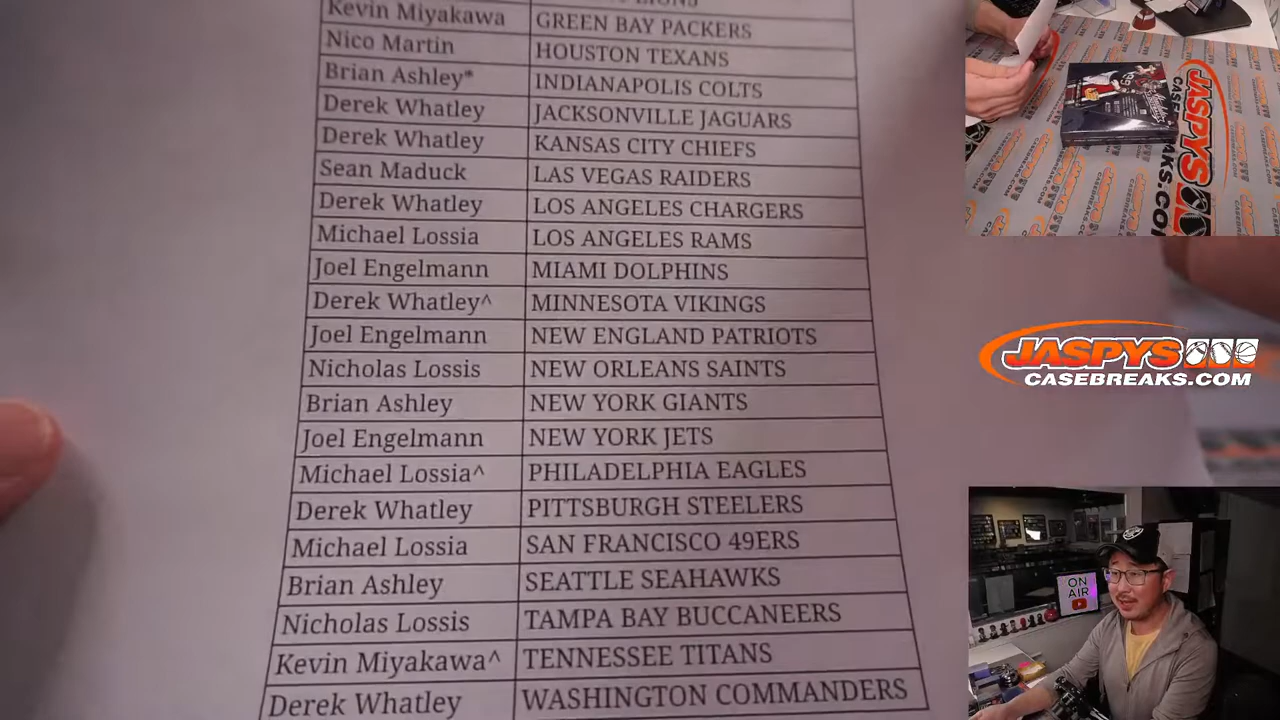 LIONS
Kevin Miyakawa GREEN BAY PACKERS
Nico Martin HOUSTON TEXANS
Brian Ashley* INDIANAPOLIS COLTS
Derek Whatley JACKSONVILLE JAGUARS
Derek Whatley KANSAS CITY CHIEFS
Sean Maduck LAS VEGAS RAIDERS
Derek Whatley LOS ANGELES CHARGERS
Michael Lossia LOS ANGELES RAMS
Joel Engelmann MIAMI DOLPHINS
Derek Whatley^ MINNESOTA VIKINGS
Joel Engelmann NEW ENGLAND PATRIOTS
Nicholas Lossis NEW ORLEANS SAINTS
Brian Ashley NEW YORK GIANTS
Joel Engelmann NEW YORK JETS
Michael Lossia^ PHILADELPHIA EAGLES
Derek Whatley PITTSBURGH STEELERS
Michael Lossia SAN FRANCISCO 49ERS
Brian Ashley SEATTLE SEAHAWKS
Nicholas Lossis TAMPA BAY BUCCANEERS
Kevin Miyakawa^ TENNESSEE TITANS
Derek Whatley WASHINGTON COMMANDERS
JASPYS
CASEBREAKS.COM
JASPYS
CASEBREAKS.COM
ON
AIR